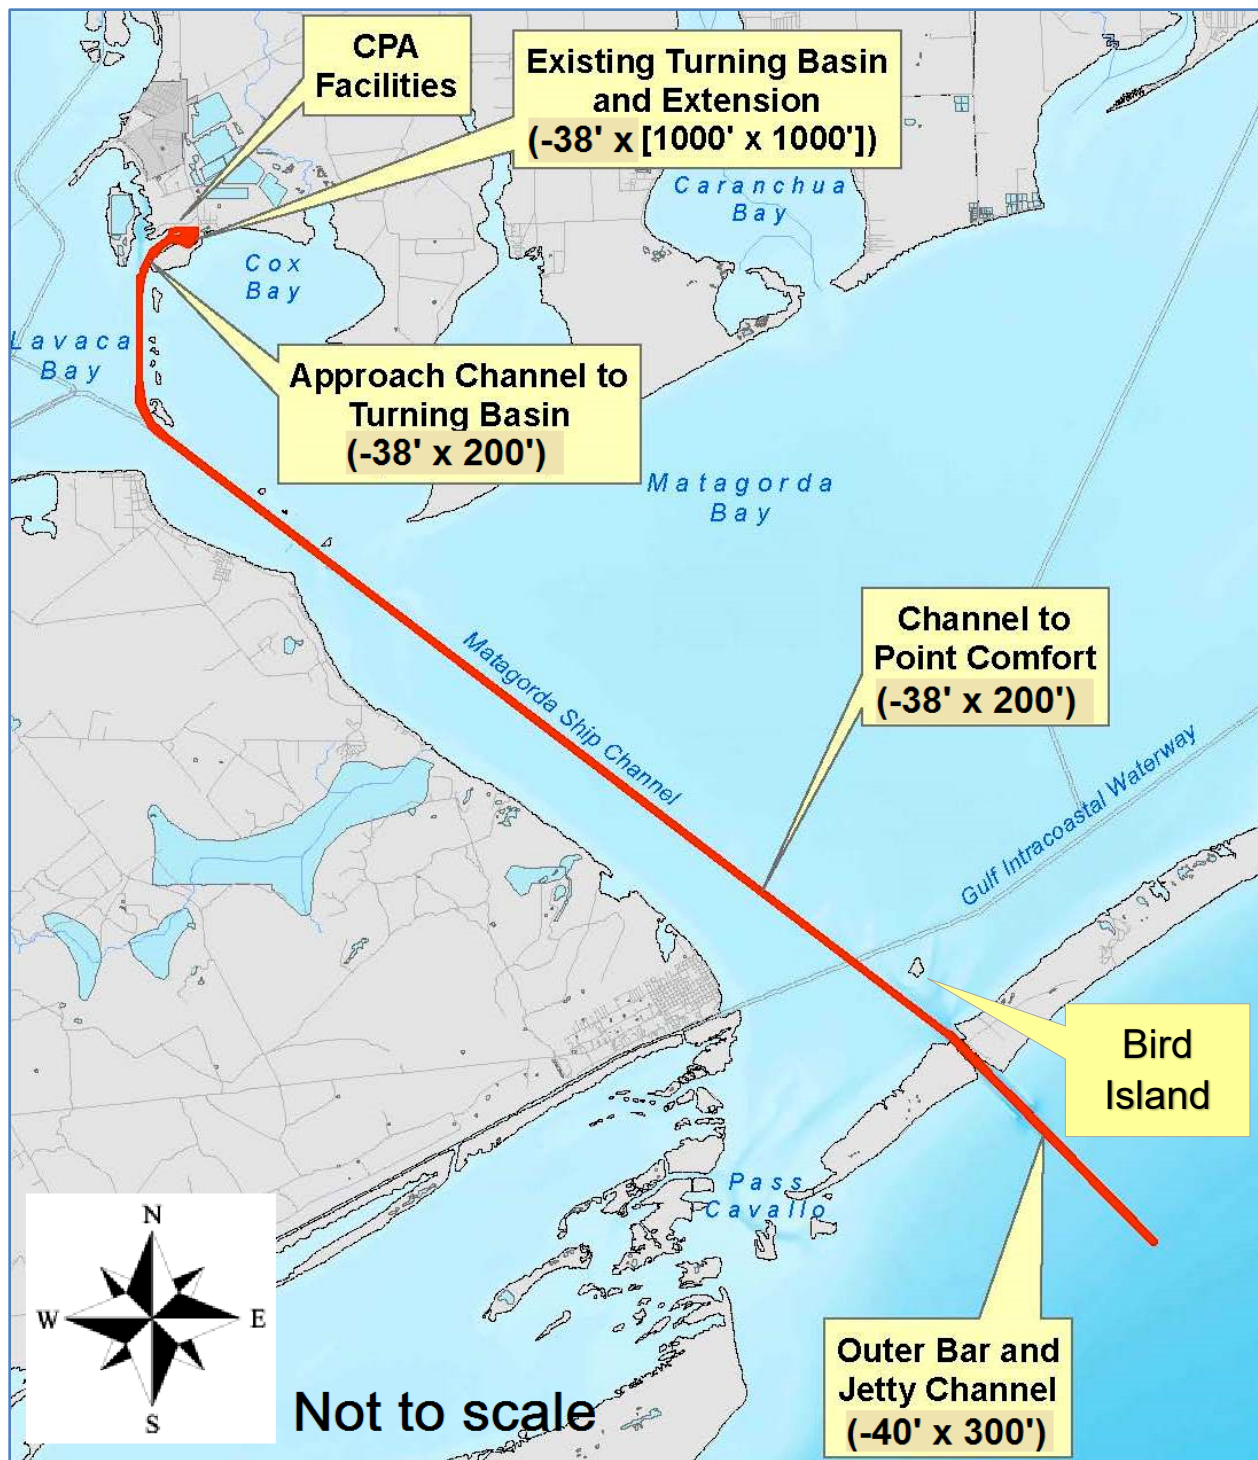 CPA
Facilities
Existing Turning Basin
and Extension
(-38' x [1000' x 1000'])
Caranchua
Bay
Cox
Bay
Lavaca
Bay
Approach Channel to
Turning Basin
(-38' x 200')
Matagorda
Bay
Channel to
Point Comfort
(-38' x 200')
Matagorda Ship Channel
Gulf Intracoastal Waterway
Bird
Island
Pass
Cavallo
N
W
E
S
Not to scale
Outer Bar and
Jetty Channel
(-40' x 300')